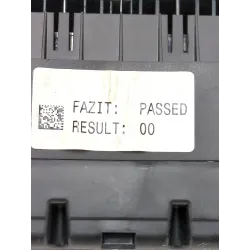 FAZIT: PASSED
RESULT: 00